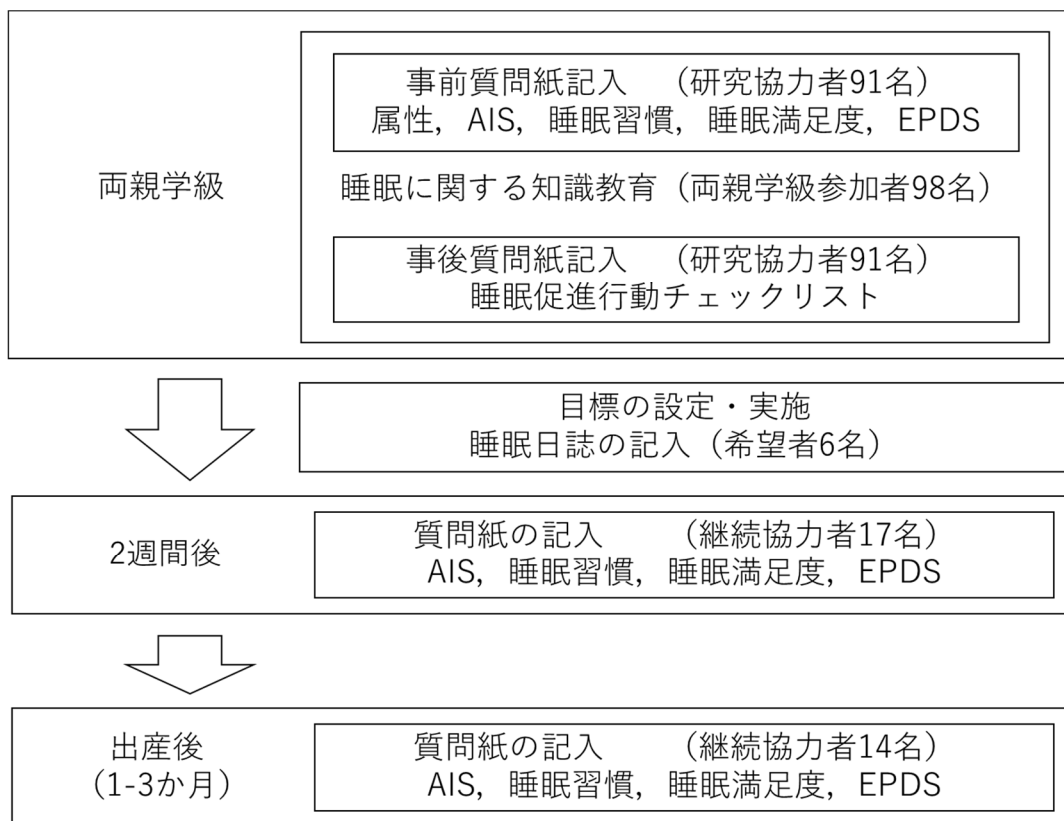 両親学級
事前質問紙記入　（研究協力者91名）
属性，AIS，睡眠習慣，睡眠満足度，EPDS
睡眠に関する知識教育（両親学級参加者98名）
事後質問紙記入　（研究協力者91名）
睡眠促進行動チェックリスト
目標の設定・実施
睡眠日誌の記入（希望者6名）
2週間後
質問紙の記入　　（継続協力者17名）
AIS，睡眠習慣，睡眠満足度，EPDS
出産後
（1-3か月）
質問紙の記入　　（継続協力者14名）
AIS，睡眠習慣，睡眠満足度，EPDS